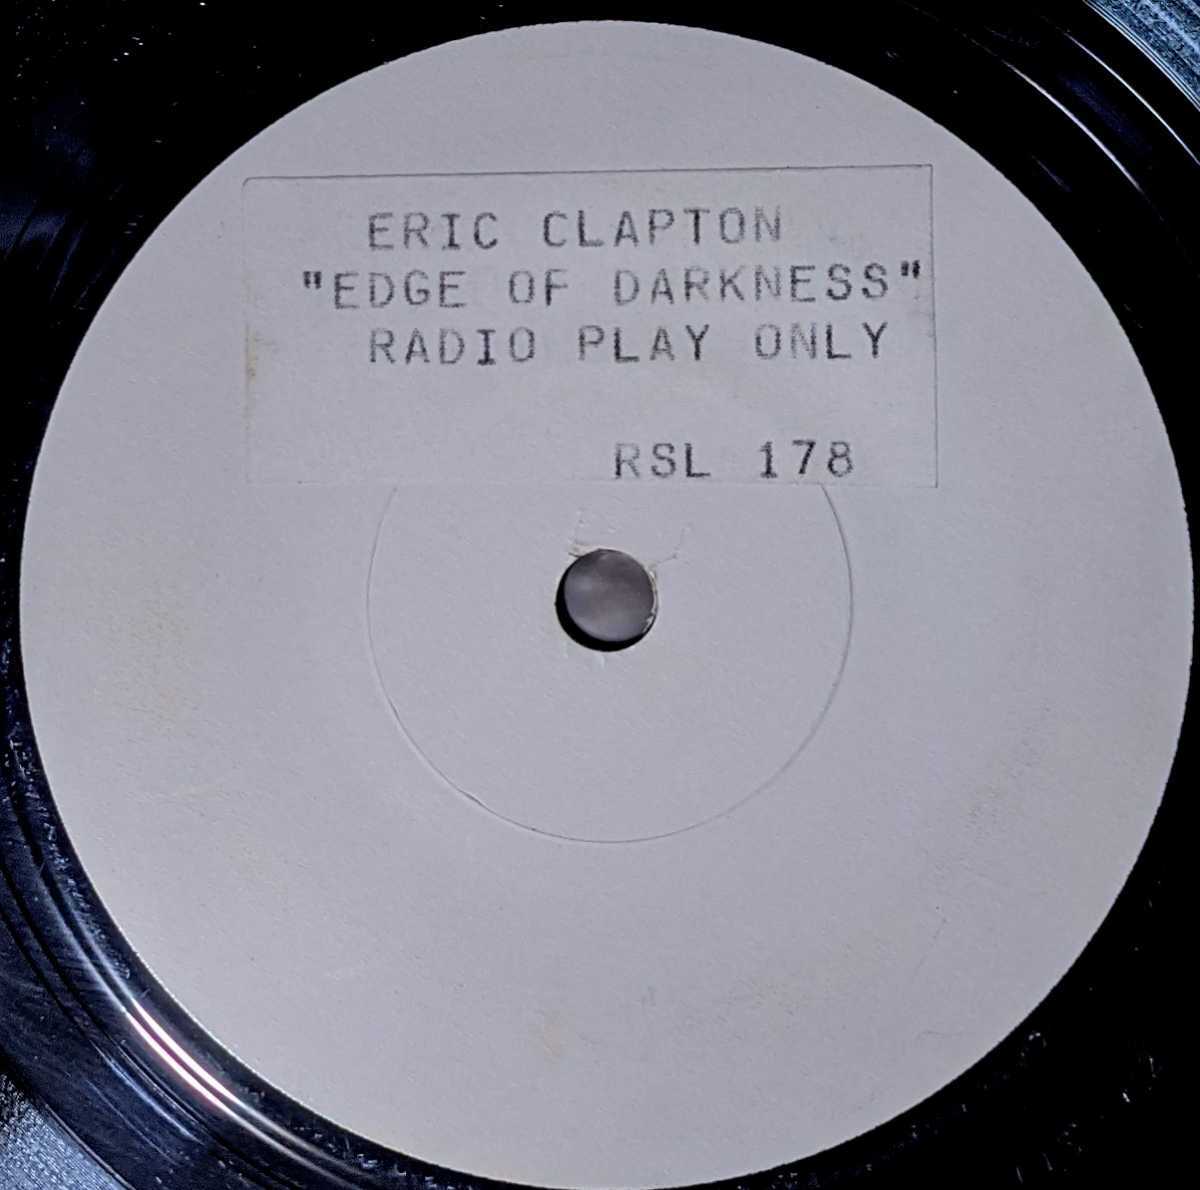 ERIC CLAPTON
"EDGE OF DARKNESS"
RADIO PLAY ONLY
RSL 178